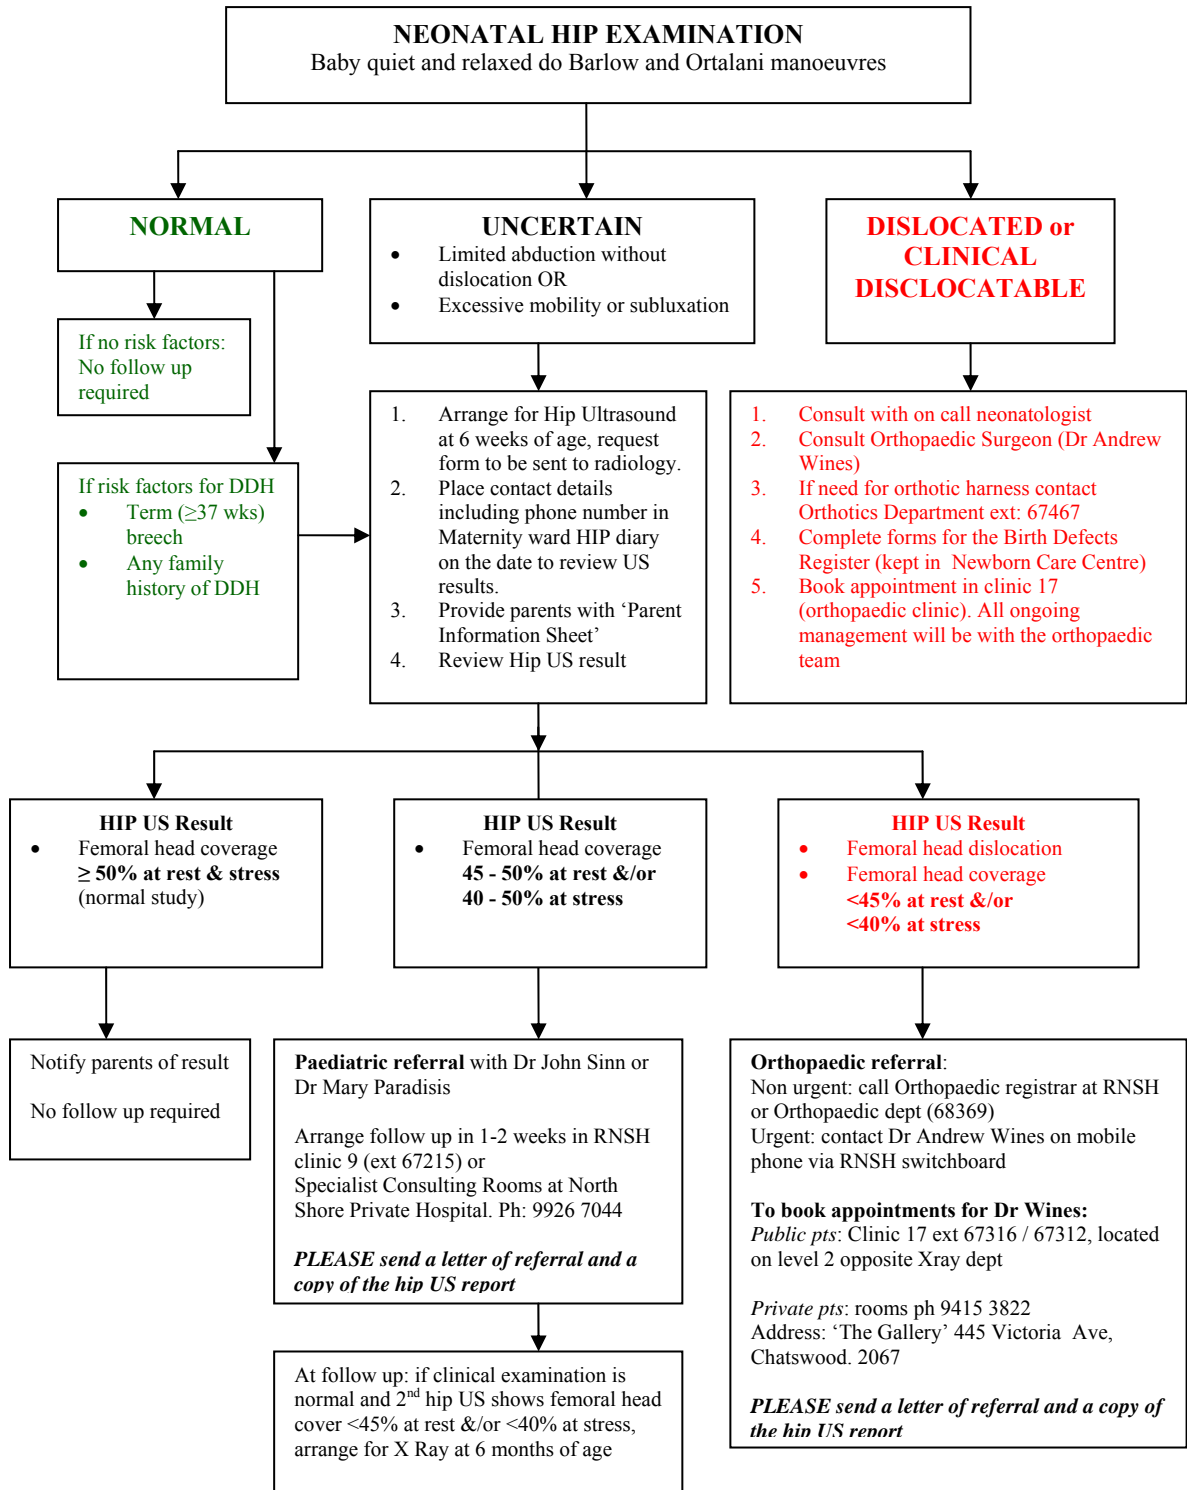 NEONATAL HIP EXAMINATION
Baby quiet and relaxed do Barlow and Ortalani manoeuvres
NORMAL
UNCERTAIN
• Limited abduction without
dislocation OR
• Excessive mobility or subluxation
DISLOCATED or
CLINICAL
DISCLOCATABLE
If no risk factors:
No follow up
required
If risk factors for DDH
• Term (≥37 wks)
breech
• Any family
history of DDH
1. Arrange for Hip Ultrasound
at 6 weeks of age, request
form to be sent to radiology.
2. Place contact details
including phone number in
Maternity ward HIP diary
on the date to review US
results.
3. Provide parents with ‘Parent
Information Sheet’
4. Review Hip US result
1. Consult with on call neonatologist
2. Consult Orthopaedic Surgeon (Dr Andrew
Wines)
3. If need for orthotic harness contact
Orthotics Department ext: 67467
4. Complete forms for the Birth Defects
Register (kept in Newborn Care Centre)
5. Book appointment in clinic 17
(orthopaedic clinic). All ongoing
management will be with the orthopaedic
team
HIP US Result
• Femoral head coverage
≥ 50% at rest & stress
(normal study)
HIP US Result
• Femoral head coverage
45 - 50% at rest &/or
40 - 50% at stress
HIP US Result
• Femoral head dislocation
• Femoral head coverage
<45% at rest &/or
<40% at stress
Notify parents of result
No follow up required
Paediatric referral with Dr John Sinn or
Dr Mary Paradisis
Arrange follow up in 1-2 weeks in RNSH
clinic 9 (ext 67215) or
Specialist Consulting Rooms at North
Shore Private Hospital. Ph: 9926 7044
PLEASE send a letter of referral and a
copy of the hip US report
Orthopaedic referral:
Non urgent: call Orthopaedic registrar at RNSH
or Orthopaedic dept (68369)
Urgent: contact Dr Andrew Wines on mobile
phone via RNSH switchboard
To book appointments for Dr Wines:
Public pts: Clinic 17 ext 67316 / 67312, located
on level 2 opposite Xray dept
Private pts: rooms ph 9415 3822
Address: ‘The Gallery’ 445 Victoria Ave,
Chatswood. 2067
PLEASE send a letter of referral and a copy of
the hip US report
At follow up: if clinical examination is
normal and 2nd hip US shows femoral head
cover <45% at rest &/or <40% at stress,
arrange for X Ray at 6 months of age